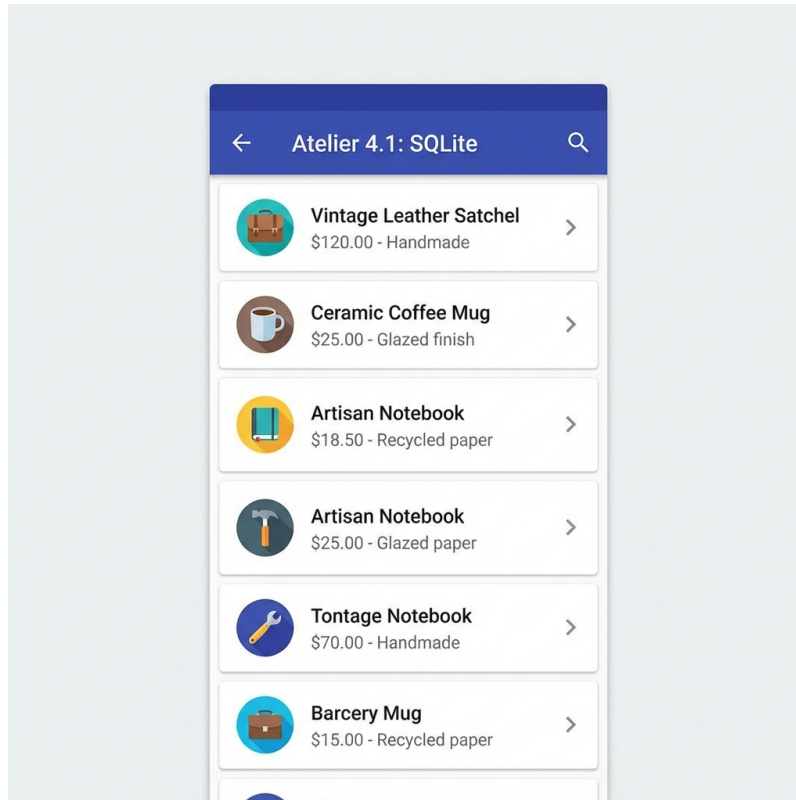 Atelier 4.1: SQLite
Vintage Leather Satchel
$120.00 - Handmade
Ceramic Coffee Mug
$25.00 - Glazed finish
Artisan Notebook
$18.50 - Recycled paper
Artisan Notebook
$25.00 - Glazed paper
Tontage Notebook
$70.00 - Handmade
Barcery Mug
$15.00 - Recycled paper